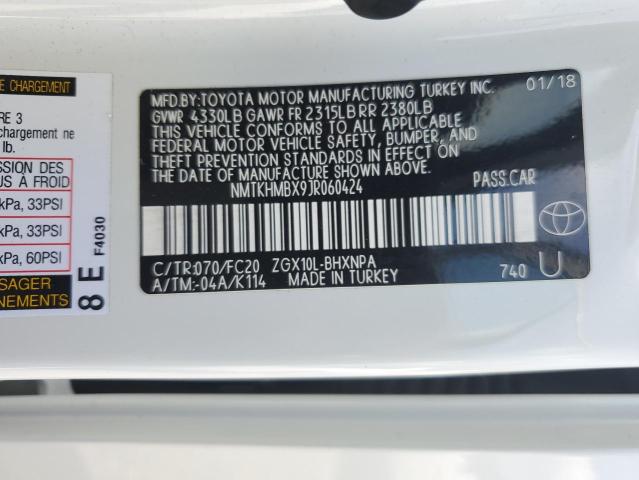 E CHARGEMENT
RE 3
chargement ne
lb.
SSION DES
US A FROID
kPa, 33PSI
kPa, 33PSI
kPa, 60PSI
SAGER
NEMENTS
8 E F4030
MFD.BY:TOYOTA MOTOR MANUFACTURING TURKEY INC. 01/18
GVWR 4330LB GAWR FR 2315LB RR 2380LB
THIS VEHICLE CONFORMS TO ALL APPLICABLE
FEDERAL MOTOR VEHICLE SAFETY, BUMPER, AND
THEFT PREVENTION STANDARDS IN EFFECT ON
THE DATE OF MANUFACTURE SHOWN ABOVE.
NMTKHMBX9JR060424 PASS.CAR
C/TR:070/FC20 ZGX10L-BHXNPA
A/TM:-04A/K114 MADE IN TURKEY 740 U